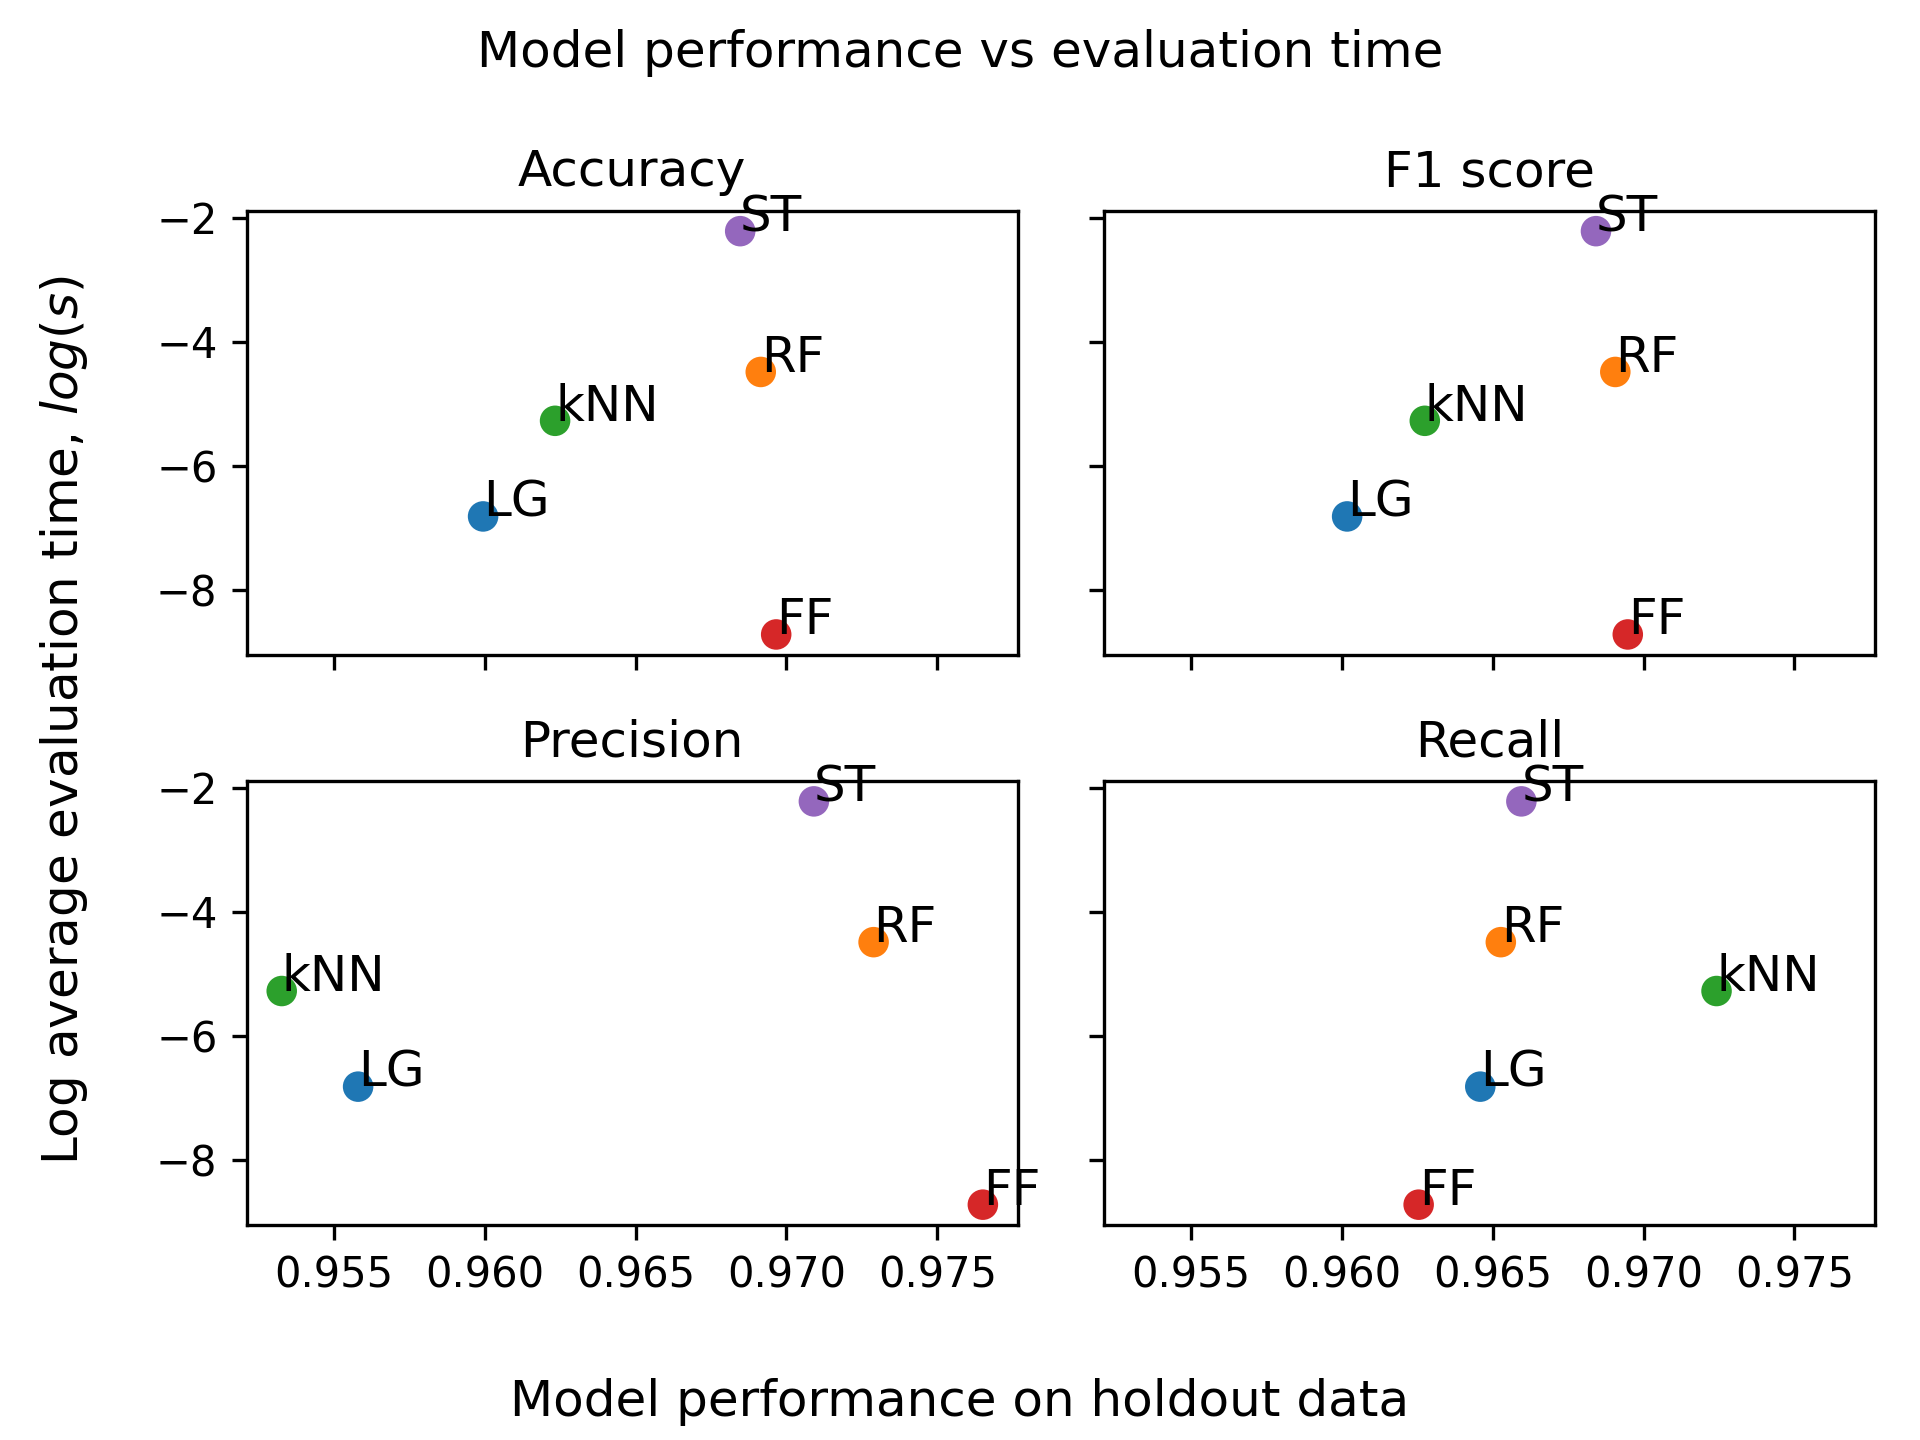 Model performance vs evaluation time
Accuracy
F1 score
Log average evaluation time, log(s)
−2
−4
−6
−8
ST
RF
kNN
LG
FF
ST
RF
kNN
LG
FF
Precision
Recall
−2
−4
−6
−8
ST
RF
kNN
LG
FF
ST
RF
kNN
LG
FF
0.955 0.960 0.965 0.970 0.975
0.955 0.960 0.965 0.970 0.975
Model performance on holdout data